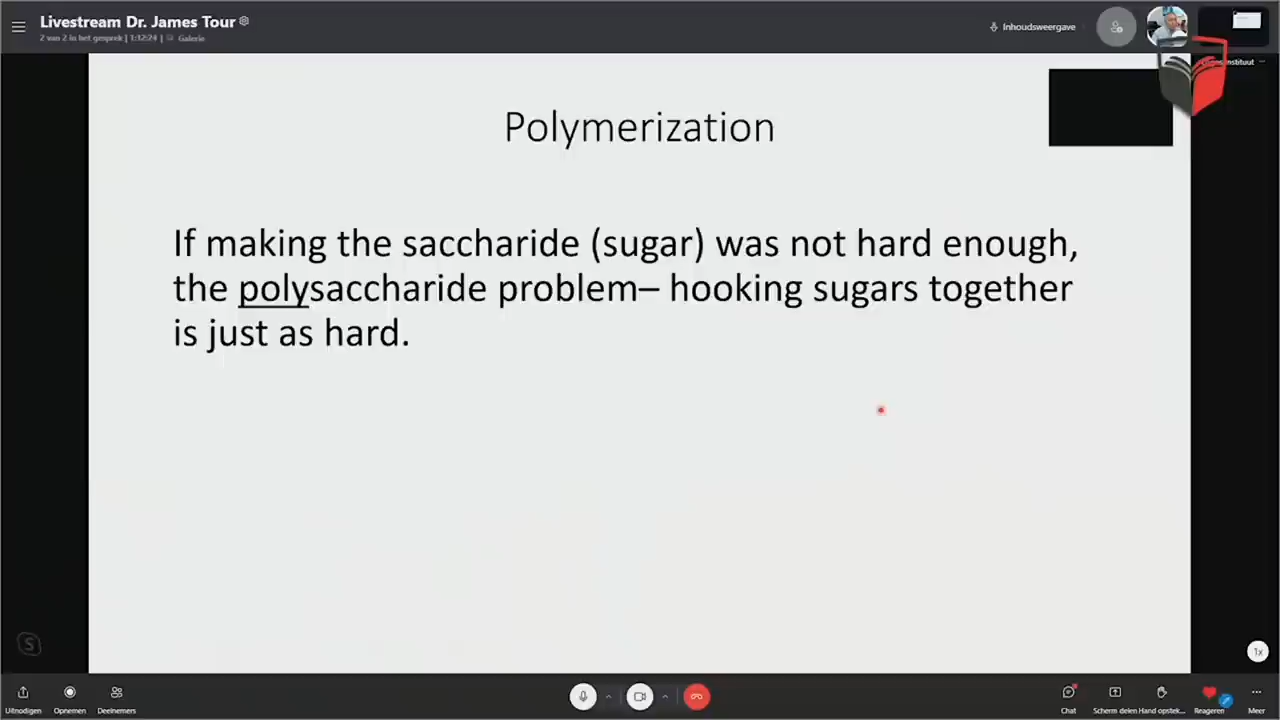 Livestream Dr. James Tour
2 van 2 in het gesprek | 1:12:24 | Galerie
Inhoudsweergave
instituut
Polymerization
If making the saccharide (sugar) was not hard enough,
the polysaccharide problem– hooking sugars together
is just as hard.
1x
Uitnodigen
Opnemen
Deelnemers
Chat
Scherm delen
Hand opstek...
Reageren
Meer